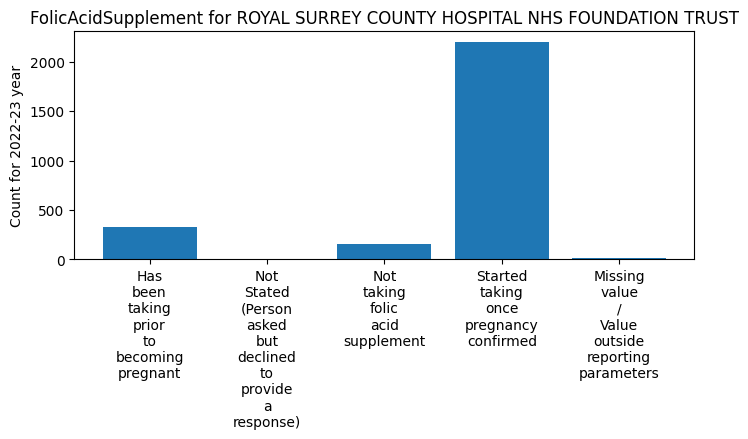 FolicAcidSupplement for ROYAL SURREY COUNTY HOSPITAL NHS FOUNDATION TRUST
Count for 2022-23 year
2000
1500
1000
500
0
Has
been
taking
prior
to
becoming
pregnant
Not
Stated
(Person
asked
but
declined
to
provide
a
response)
Not
taking
folic
acid
supplement
Started
taking
once
pregnancy
confirmed
Missing
value
/
Value
outside
reporting
parameters